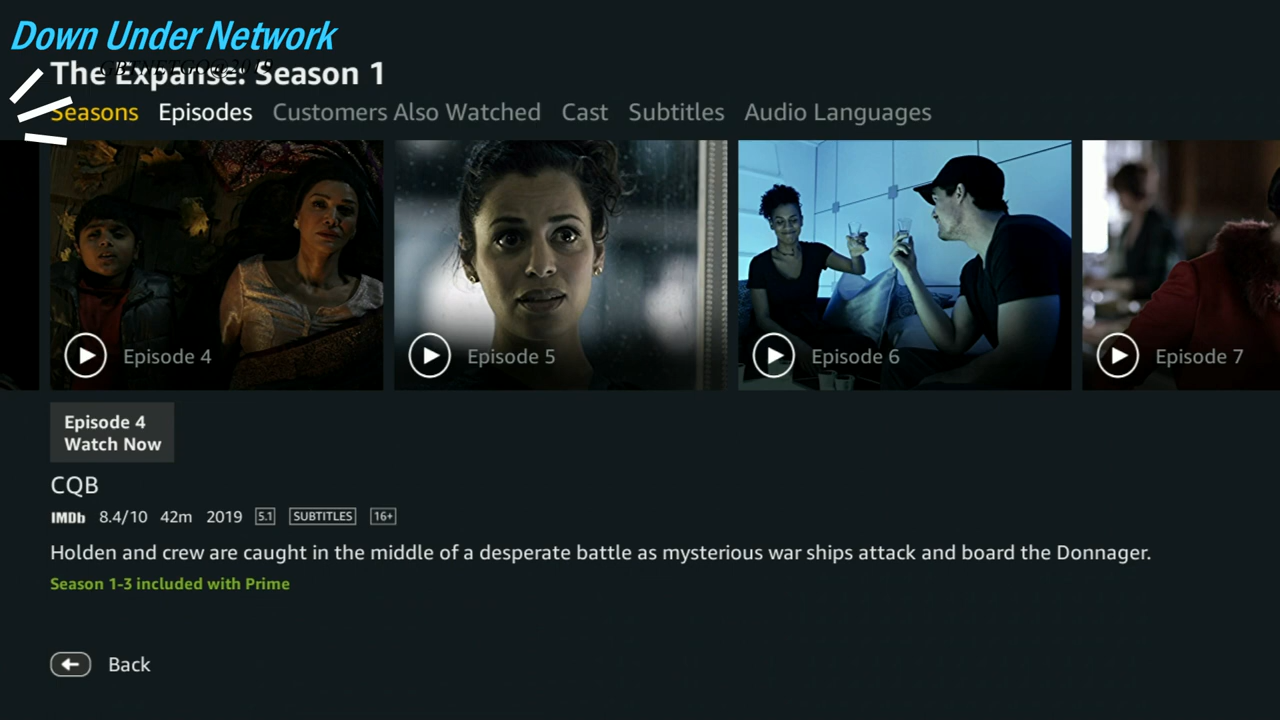 Down Under Network
GBTNETGO@2019
The Expanse: Season 1
Seasons Episodes Customers Also Watched Cast Subtitles Audio Languages
Episode 4 Episode 5 Episode 6 Episode 7
Episode 4
Watch Now
CQB
IMDb 8.4/10 42m 2019 5.1 SUBTITLES 16+
Holden and crew are caught in the middle of a desperate battle as mysterious war ships attack and board the Donnager.
Season 1-3 included with Prime
Back